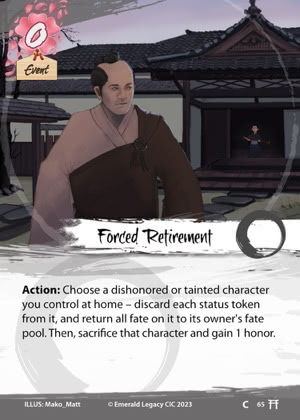 0
Event
Forced Retirement
Action: Choose a dishonored or tainted character
you control at home – discard each status token
from it, and return all fate on it to its owner's fate
pool. Then, sacrifice that character and gain 1 honor.
ILLUS: Mako_Matt © Emerald Legacy CIC 2023 C 65